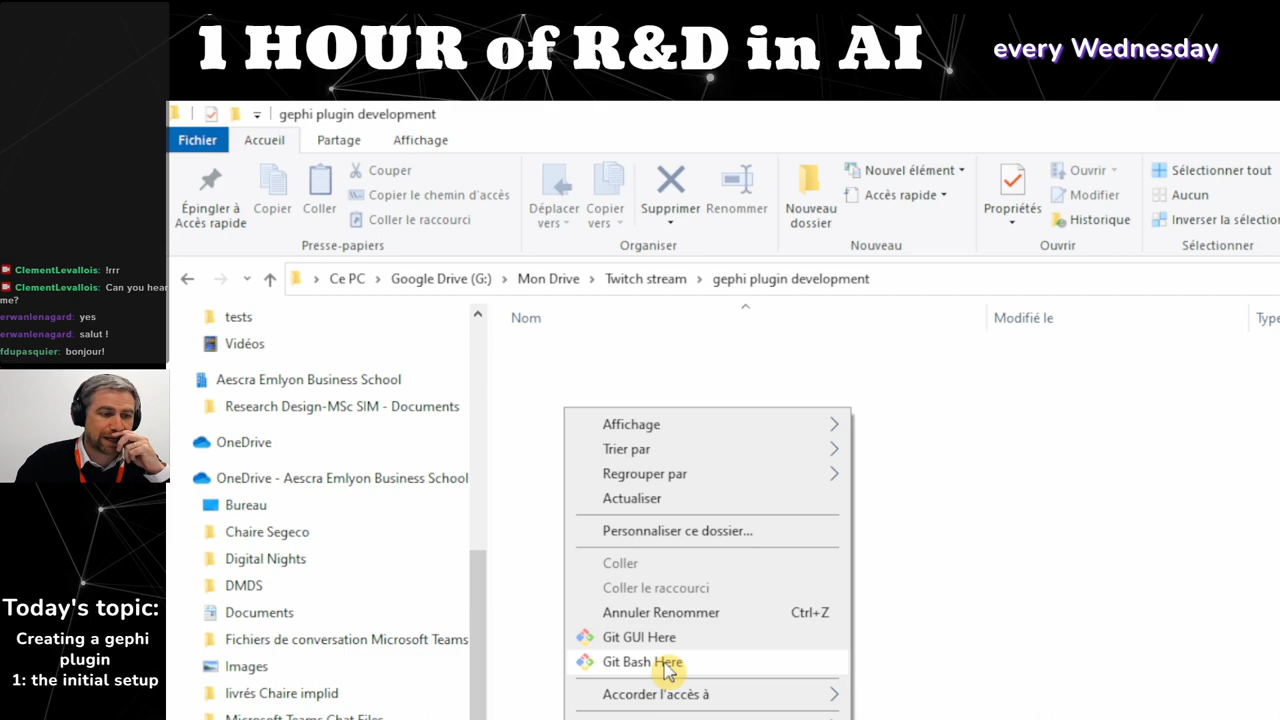 1 HOUR of R&D in AI
every Wednesday
gephi plugin development
Fichier
Accueil
Partage
Affichage
Épingler à
Accès rapide
Copier
Coller
Couper
Copier le chemin d'accès
Coller le raccourci
Presse-papiers
Déplacer
vers
Copier
vers
Supprimer
Renommer
Organiser
Nouveau
dossier
Nouvel élément
Accès rapide
Nouveau
Propriétés
Ouvrir
Modifier
Historique
Ouvrir
Sélectionner tout
Aucun
Inverser la sélectio
Sélectionner
Ce PC > Google Drive (G:) > Mon Drive > Twitch stream > gephi plugin development
ClementLevallois: !rrr
ClementLevallois: Can you hear
me?
erwanlenagard: yes
erwanlenagard: salut !
fdupasquier: bonjour!
tests
Vidéos
Aescra Emlyon Business School
Research Design-MSc SIM - Documents
OneDrive
OneDrive - Aescra Emlyon Business School
Bureau
Chaire Segeco
Digital Nights
DMDS
Documents
Fichiers de conversation Microsoft Teams
Images
livrés Chaire implid
Microsoft Teams Chat Files
Nom
Modifié le
Type
Affichage
Trier par
Regrouper par
Actualiser
Personnaliser ce dossier...
Coller
Coller le raccourci
Annuler Renommer Ctrl+Z
Git GUI Here
Git Bash Here
Accorder l'accès à
Today's topic:
Creating a gephi
plugin
1: the initial setup